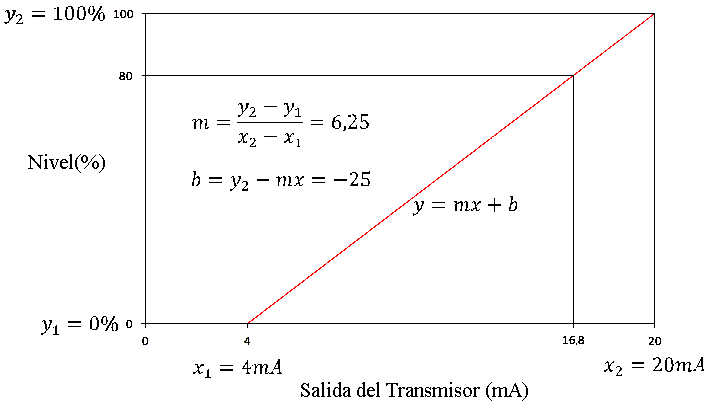 y₂ = 100%
100
80
m = (y₂ − y₁)/(x₂ − x₁) = 6,25
Nivel(%)
b = y₂ − mx = −25
y = mx + b
y₁ = 0%
0
0
4
16,8
20
x₁ = 4mA
x₂ = 20mA
Salida del Transmisor (mA)